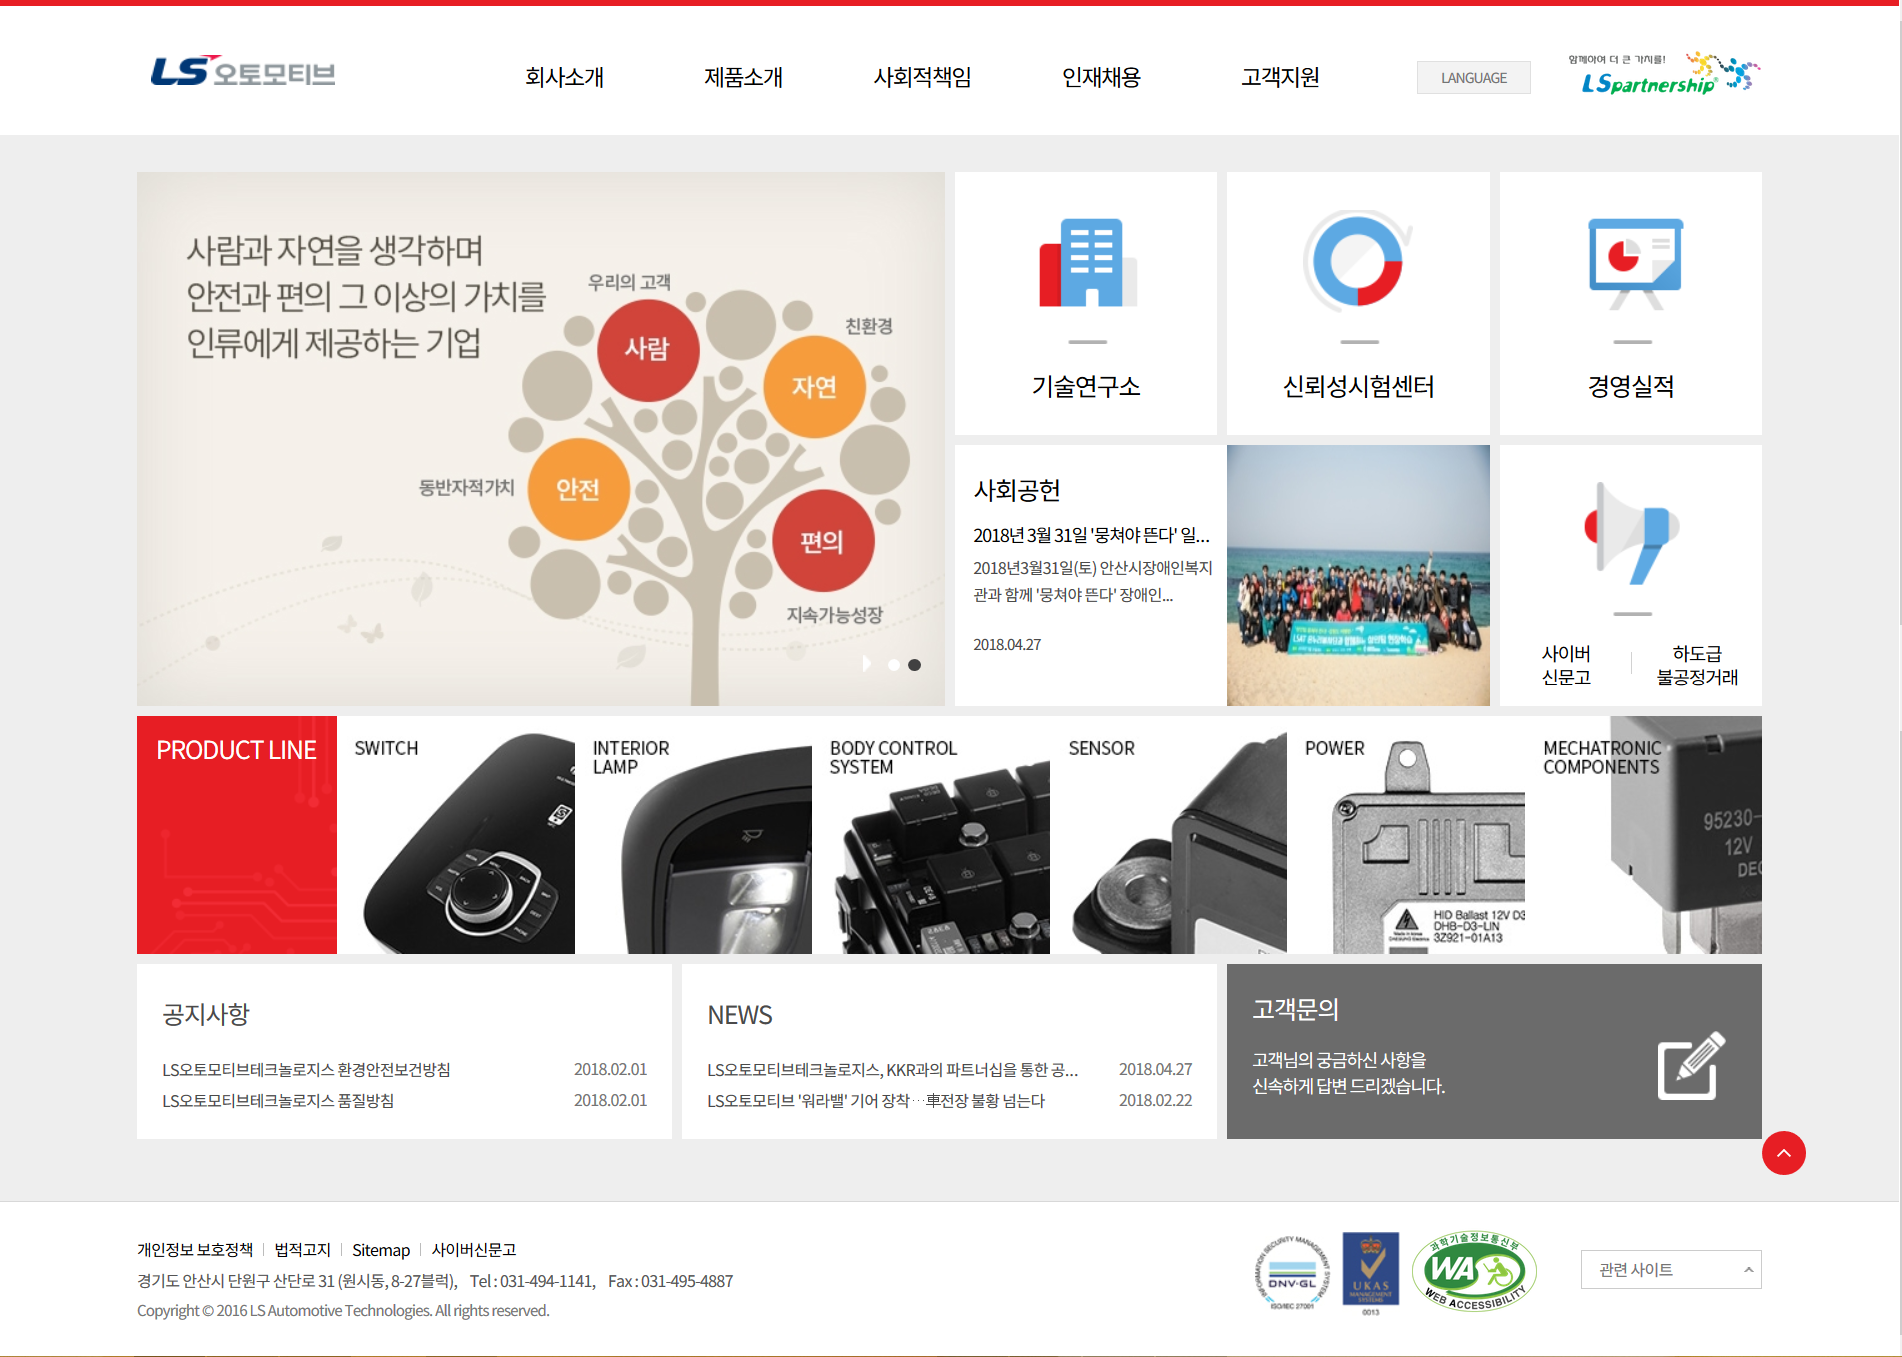 LS 오토모티브
회사소개
제품소개
사회적책임
인재채용
고객지원
LANGUAGE
함께하여 더 큰 가치를!
LSpartnership
사람과 자연을 생각하며
안전과 편의 그 이상의 가치를
인류에게 제공하는 기업
우리의 고객
사람
친환경
자연
동반자적가치
안전
편의
지속가능성장
기술연구소
신뢰성시험센터
경영실적
사회공헌
2018년 3월 31일 '뭉쳐야 뜬다' 일...
2018년3월31일(토) 안산시장애인복지
관과 함께 '뭉쳐야 뜬다' 장애인...
2018.04.27
사이버
신문고
하도급
불공정거래
PRODUCT LINE
SWITCH
INTERIOR
LAMP
BODY CONTROL
SYSTEM
SENSOR
POWER
HID Ballast 12V D3
DHB-D3-LIN
3Z921-01A13
MECHATRONIC
COMPONENTS
95230-
12V
DEC
공지사항
LS오토모티브테크놀로지스 환경안전보건방침 2018.02.01
LS오토모티브테크놀로지스 품질방침 2018.02.01
NEWS
LS오토모티브테크놀로지스, KKR과의 파트너십을 통한 공... 2018.04.27
LS오토모티브 '워라밸' 기어 장착…車전장 불황 넘는다 2018.02.22
고객문의
고객님의 궁금하신 사항을
신속하게 답변 드리겠습니다.
개인정보 보호정책
법적고지
Sitemap
사이버신문고
경기도 안산시 단원구 산단로 31 (원시동, 8-27블럭), Tel : 031-494-1141, Fax : 031-495-4887
Copyright © 2016 LS Automotive Technologies. All rights reserved.
INFORMATION SECURITY MANAGEMENT SYSTEM
DNV·GL
ISO/IEC 27001
UKAS
MANAGEMENT
SYSTEMS
0013
과학기술정보통신부
WA
WEB ACCESSIBILITY
관련 사이트